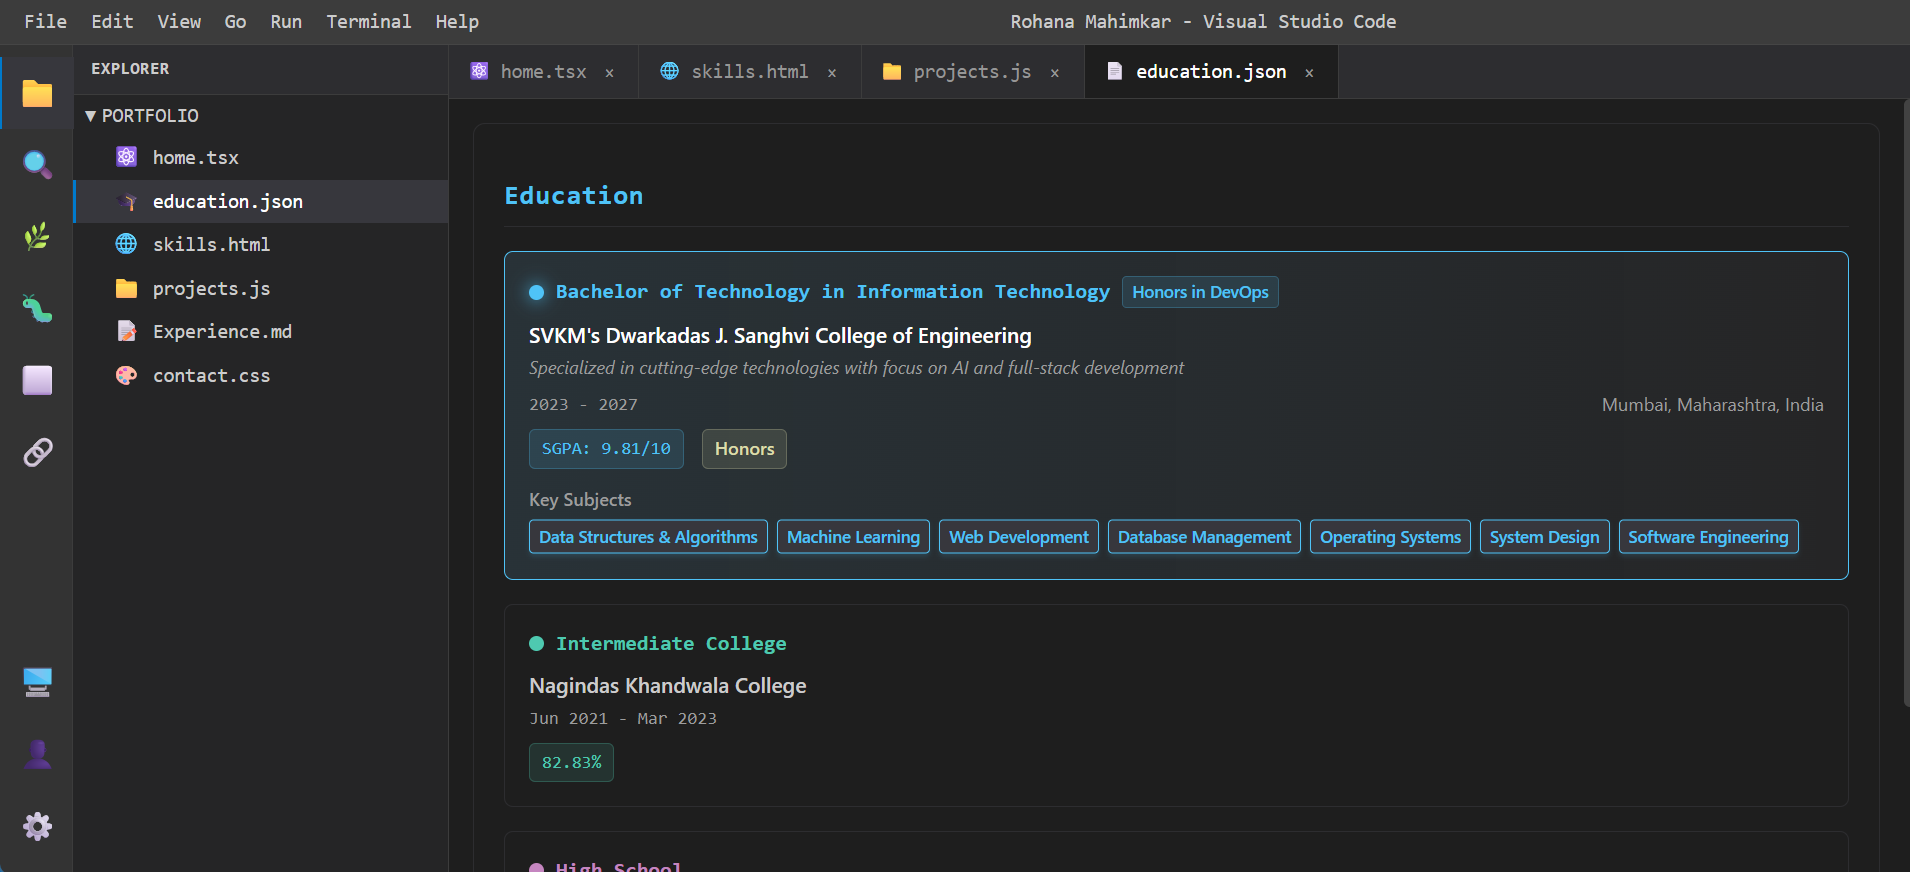 File Edit View Go Run Terminal Help
Rohana Mahimkar - Visual Studio Code
EXPLORER
▼ PORTFOLIO
home.tsx
education.json
skills.html
projects.js
Experience.md
contact.css
home.tsx ×
skills.html ×
projects.js ×
education.json ×
Education
Bachelor of Technology in Information Technology
Honors in DevOps
SVKM's Dwarkadas J. Sanghvi College of Engineering
Specialized in cutting-edge technologies with focus on AI and full-stack development
2023 - 2027
Mumbai, Maharashtra, India
SGPA: 9.81/10
Honors
Key Subjects
Data Structures & Algorithms
Machine Learning
Web Development
Database Management
Operating Systems
System Design
Software Engineering
Intermediate College
Nagindas Khandwala College
Jun 2021 - Mar 2023
82.83%
High School